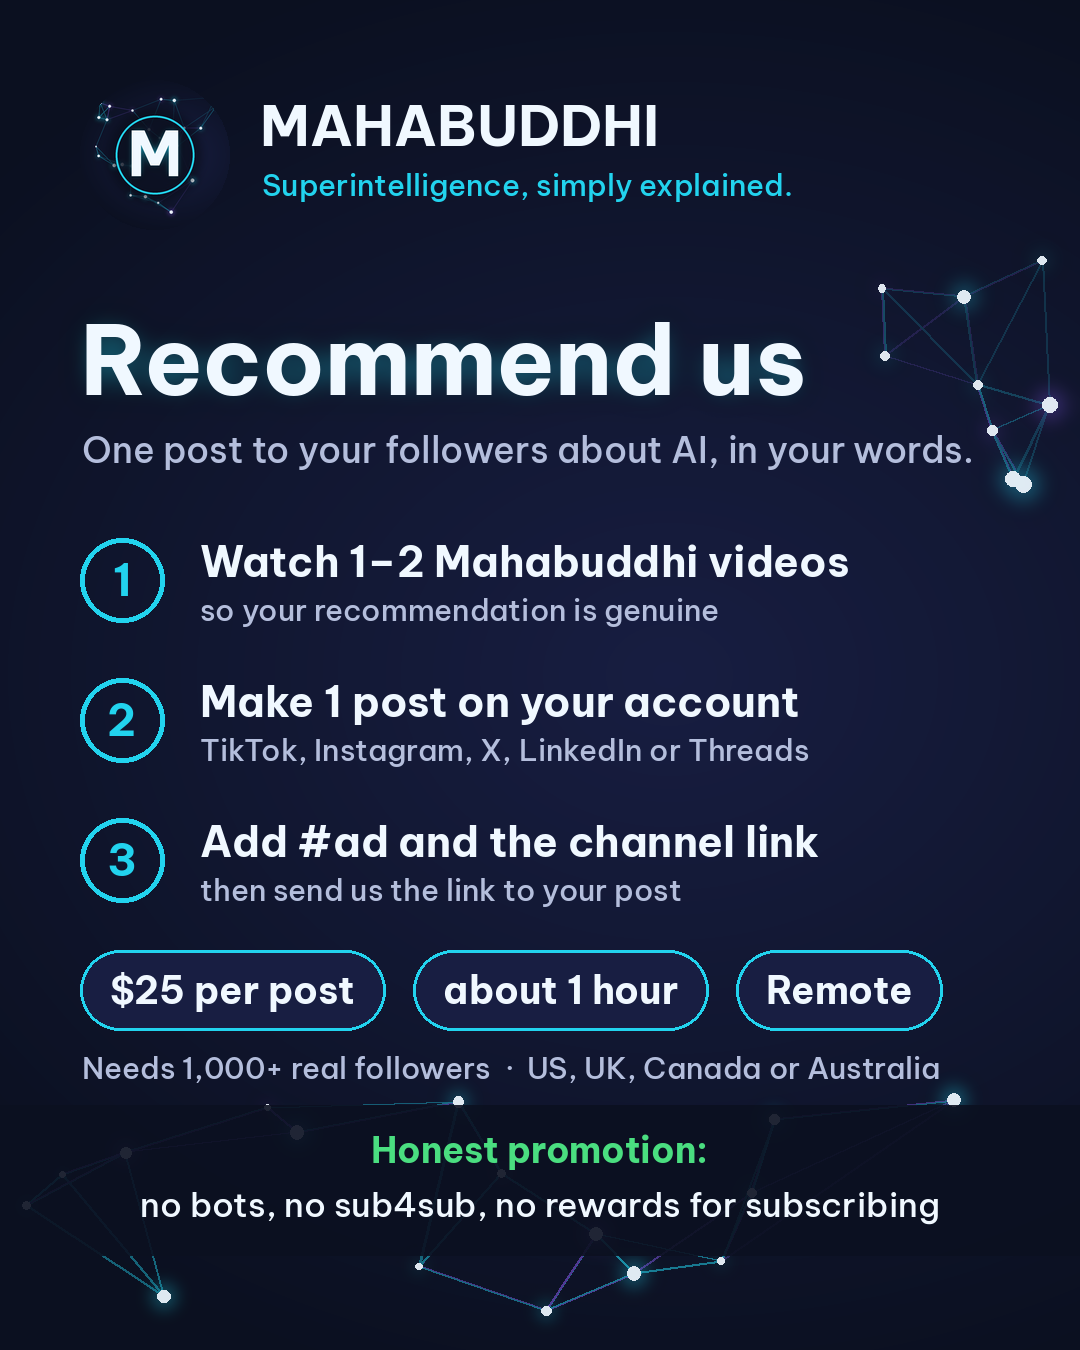 M
MAHABUDDHI
Superintelligence, simply explained.
Recommend us
One post to your followers about AI, in your words.
1
Watch 1–2 Mahabuddhi videos
so your recommendation is genuine
2
Make 1 post on your account
TikTok, Instagram, X, LinkedIn or Threads
3
Add #ad and the channel link
then send us the link to your post
$25 per post
about 1 hour
Remote
Needs 1,000+ real followers · US, UK, Canada or Australia
Honest promotion:
no bots, no sub4sub, no rewards for subscribing